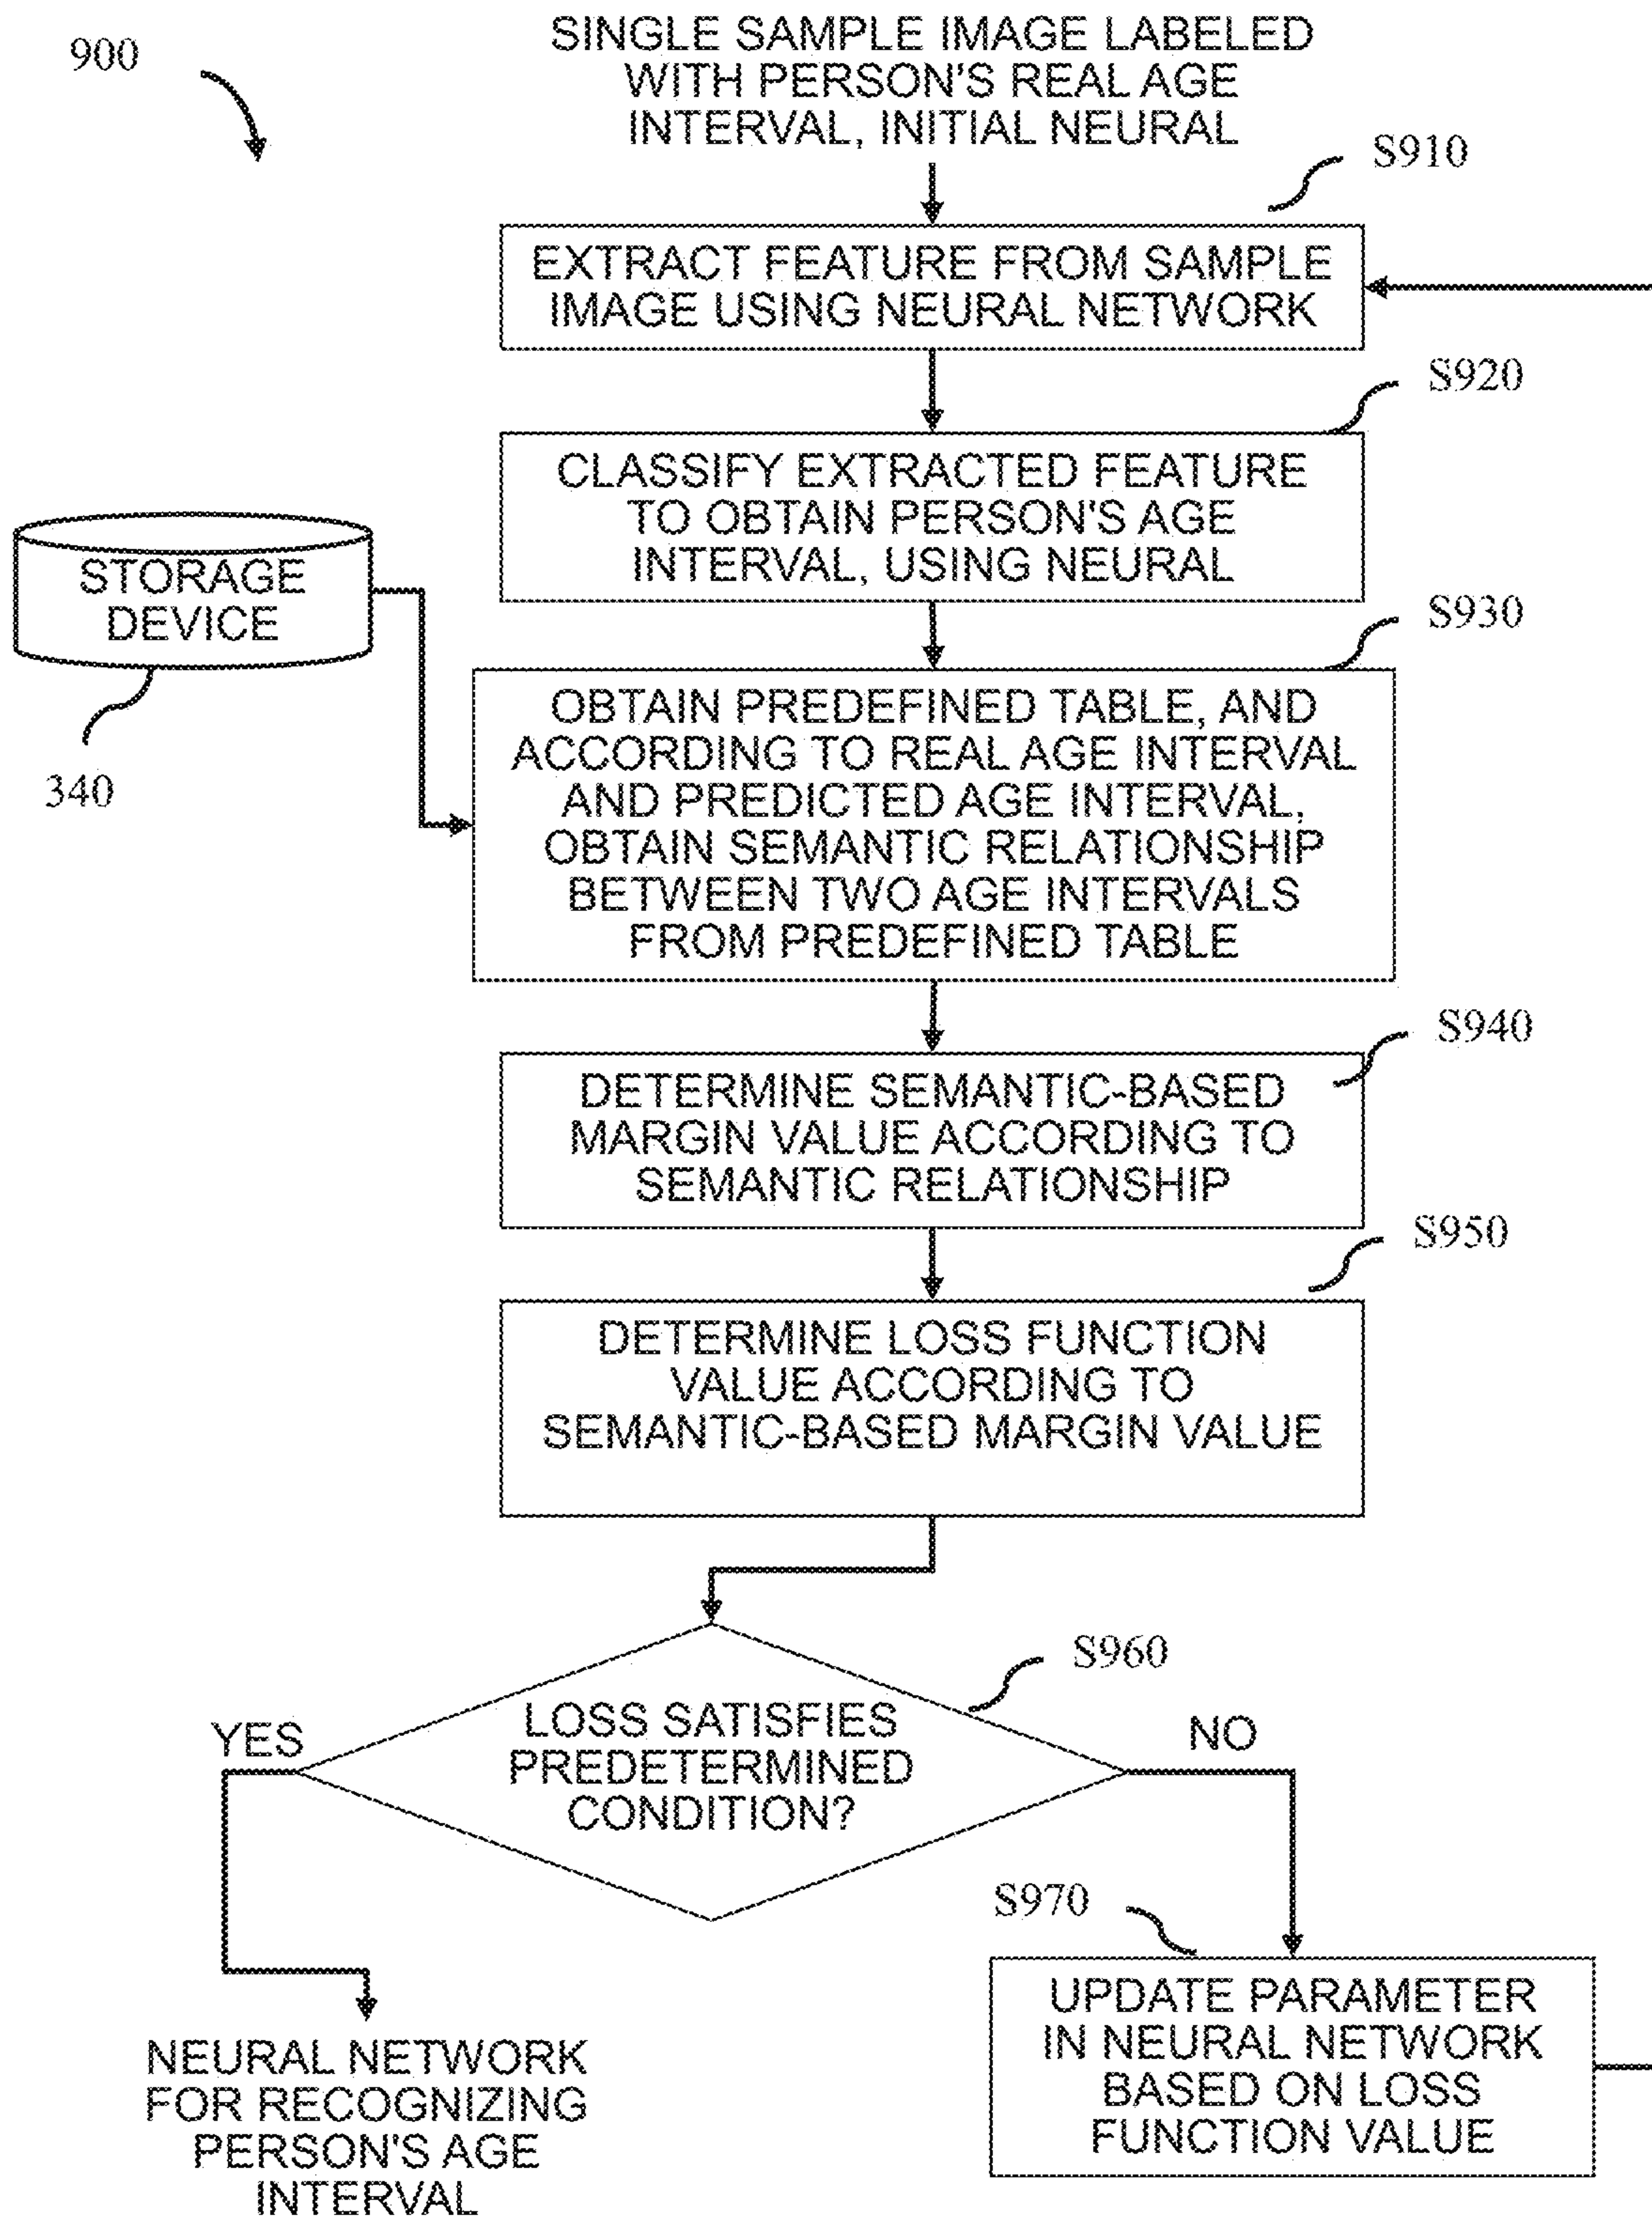 900
SINGLE SAMPLE IMAGE LABELED
WITH PERSON'S REAL AGE
INTERVAL, INITIAL NEURAL
S910
EXTRACT FEATURE FROM SAMPLE
IMAGE USING NEURAL NETWORK
S920
CLASSIFY EXTRACTED FEATURE
TO OBTAIN PERSON'S AGE
INTERVAL, USING NEURAL
STORAGE
DEVICE
340
S930
OBTAIN PREDEFINED TABLE, AND
ACCORDING TO REAL AGE INTERVAL
AND PREDICTED AGE INTERVAL,
OBTAIN SEMANTIC RELATIONSHIP
BETWEEN TWO AGE INTERVALS
FROM PREDEFINED TABLE
S940
DETERMINE SEMANTIC-BASED
MARGIN VALUE ACCORDING TO
SEMANTIC RELATIONSHIP
S950
DETERMINE LOSS FUNCTION
VALUE ACCORDING TO
SEMANTIC-BASED MARGIN VALUE
S960
LOSS SATISFIES
PREDETERMINED
CONDITION?
YES
NO
S970
UPDATE PARAMETER
IN NEURAL NETWORK
BASED ON LOSS
FUNCTION VALUE
NEURAL NETWORK
FOR RECOGNIZING
PERSON'S AGE
INTERVAL